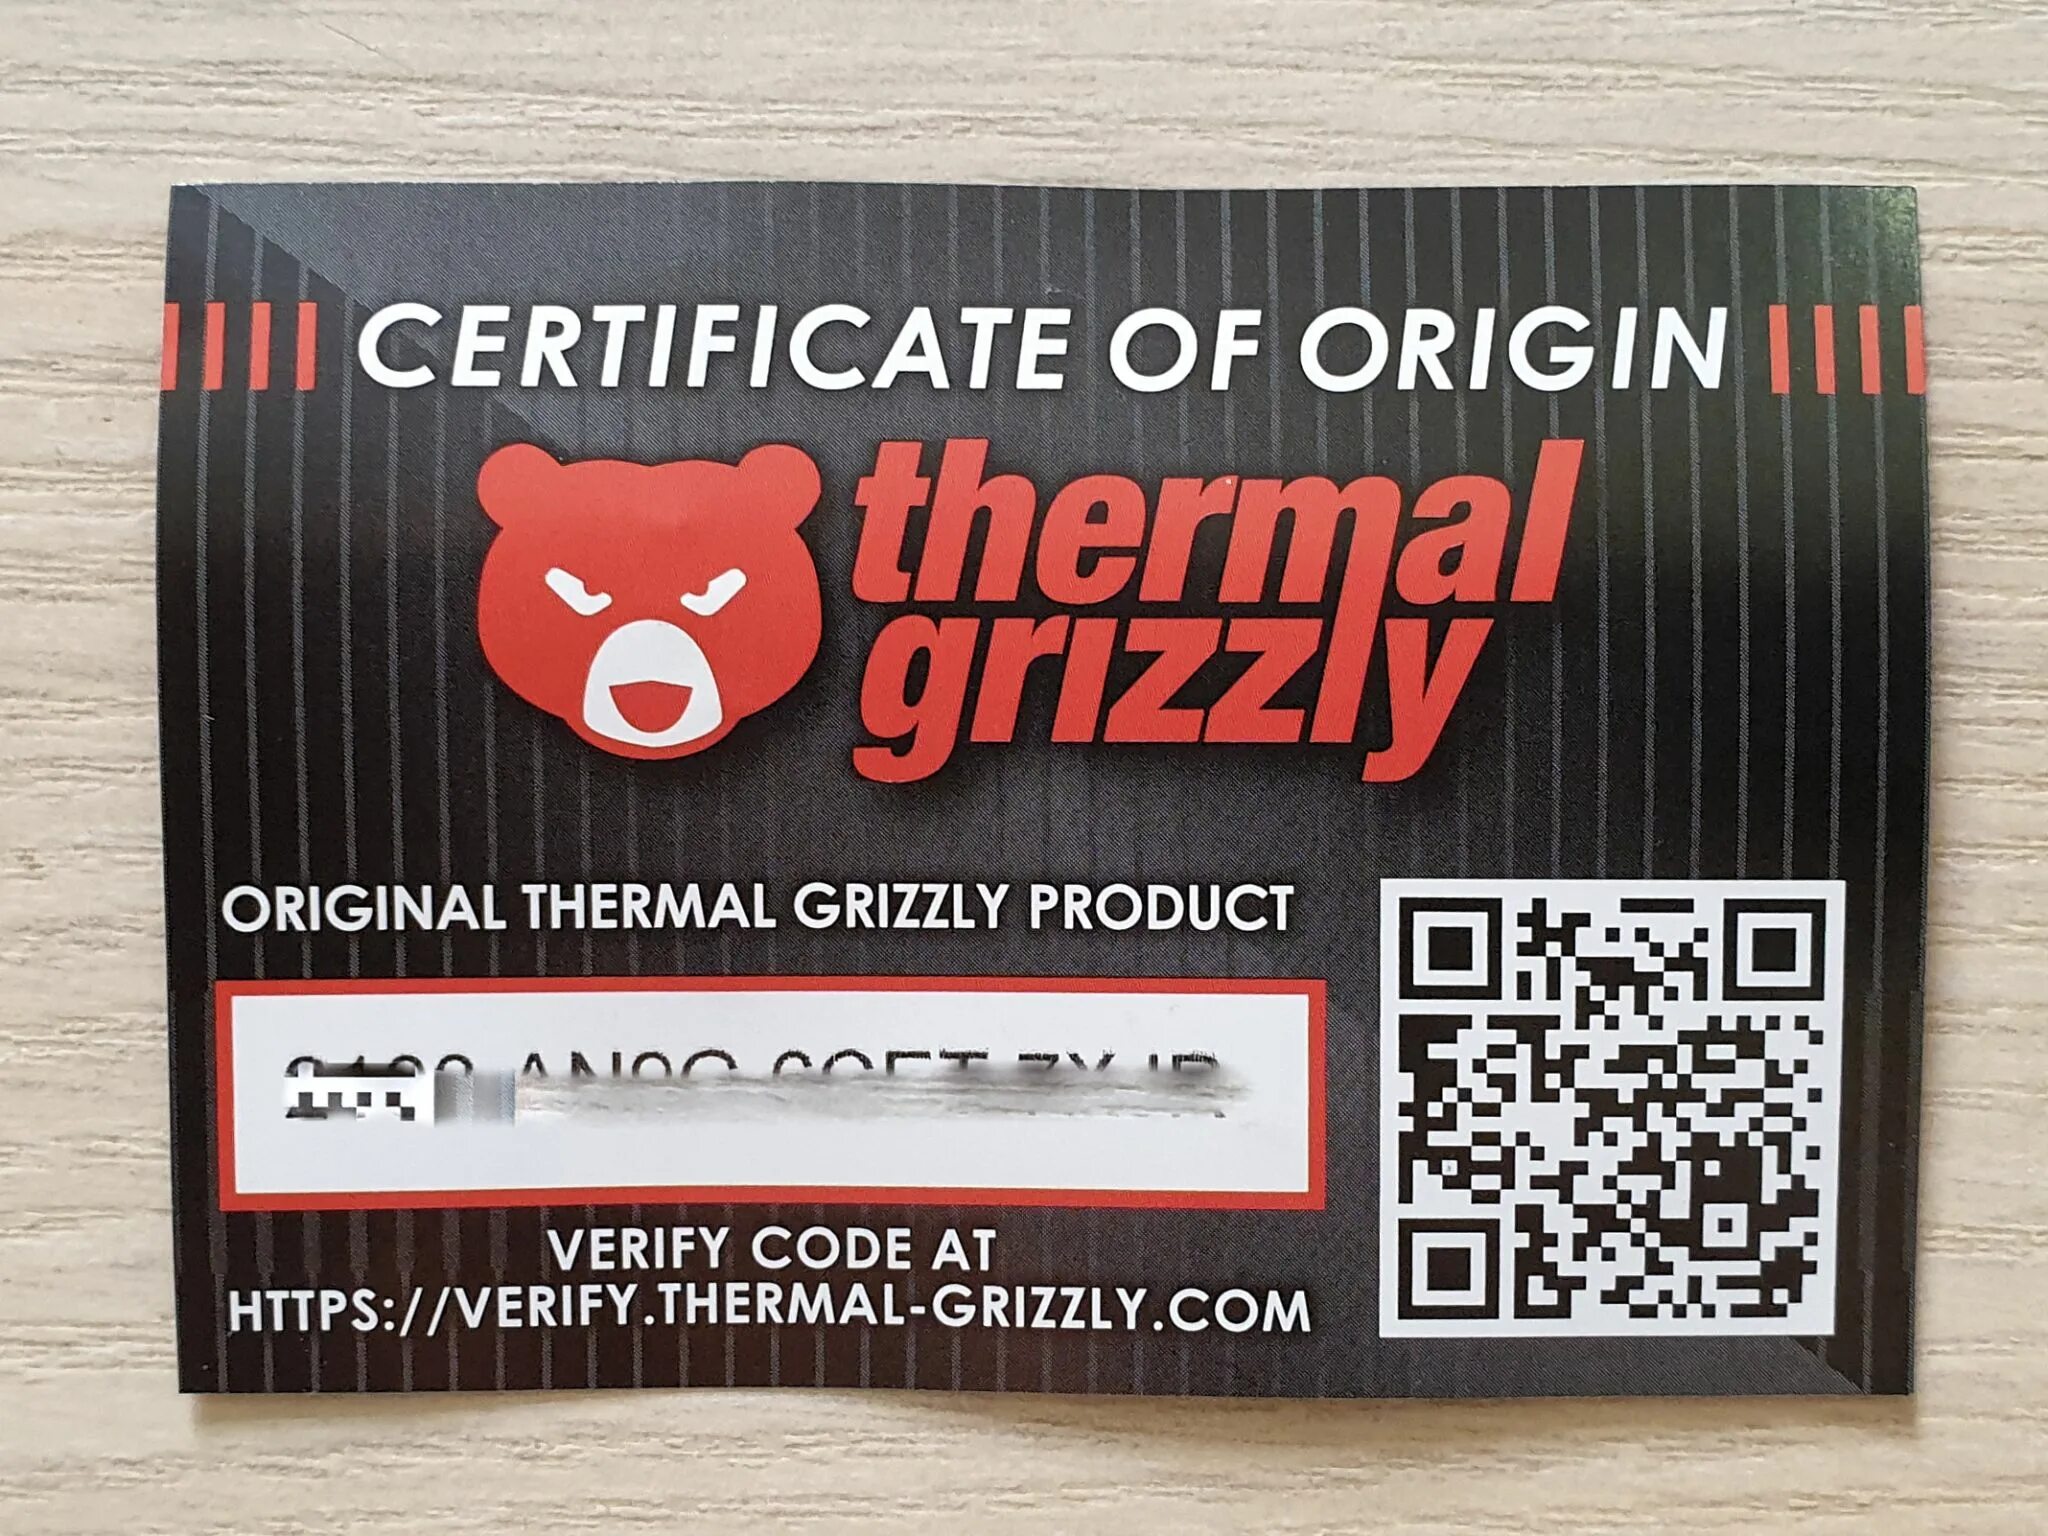 CERTIFICATE OF ORIGIN
thermal
grizzly
ORIGINAL THERMAL GRIZZLY PRODUCT
VERIFY CODE AT
HTTPS://VERIFY.THERMAL-GRIZZLY.COM